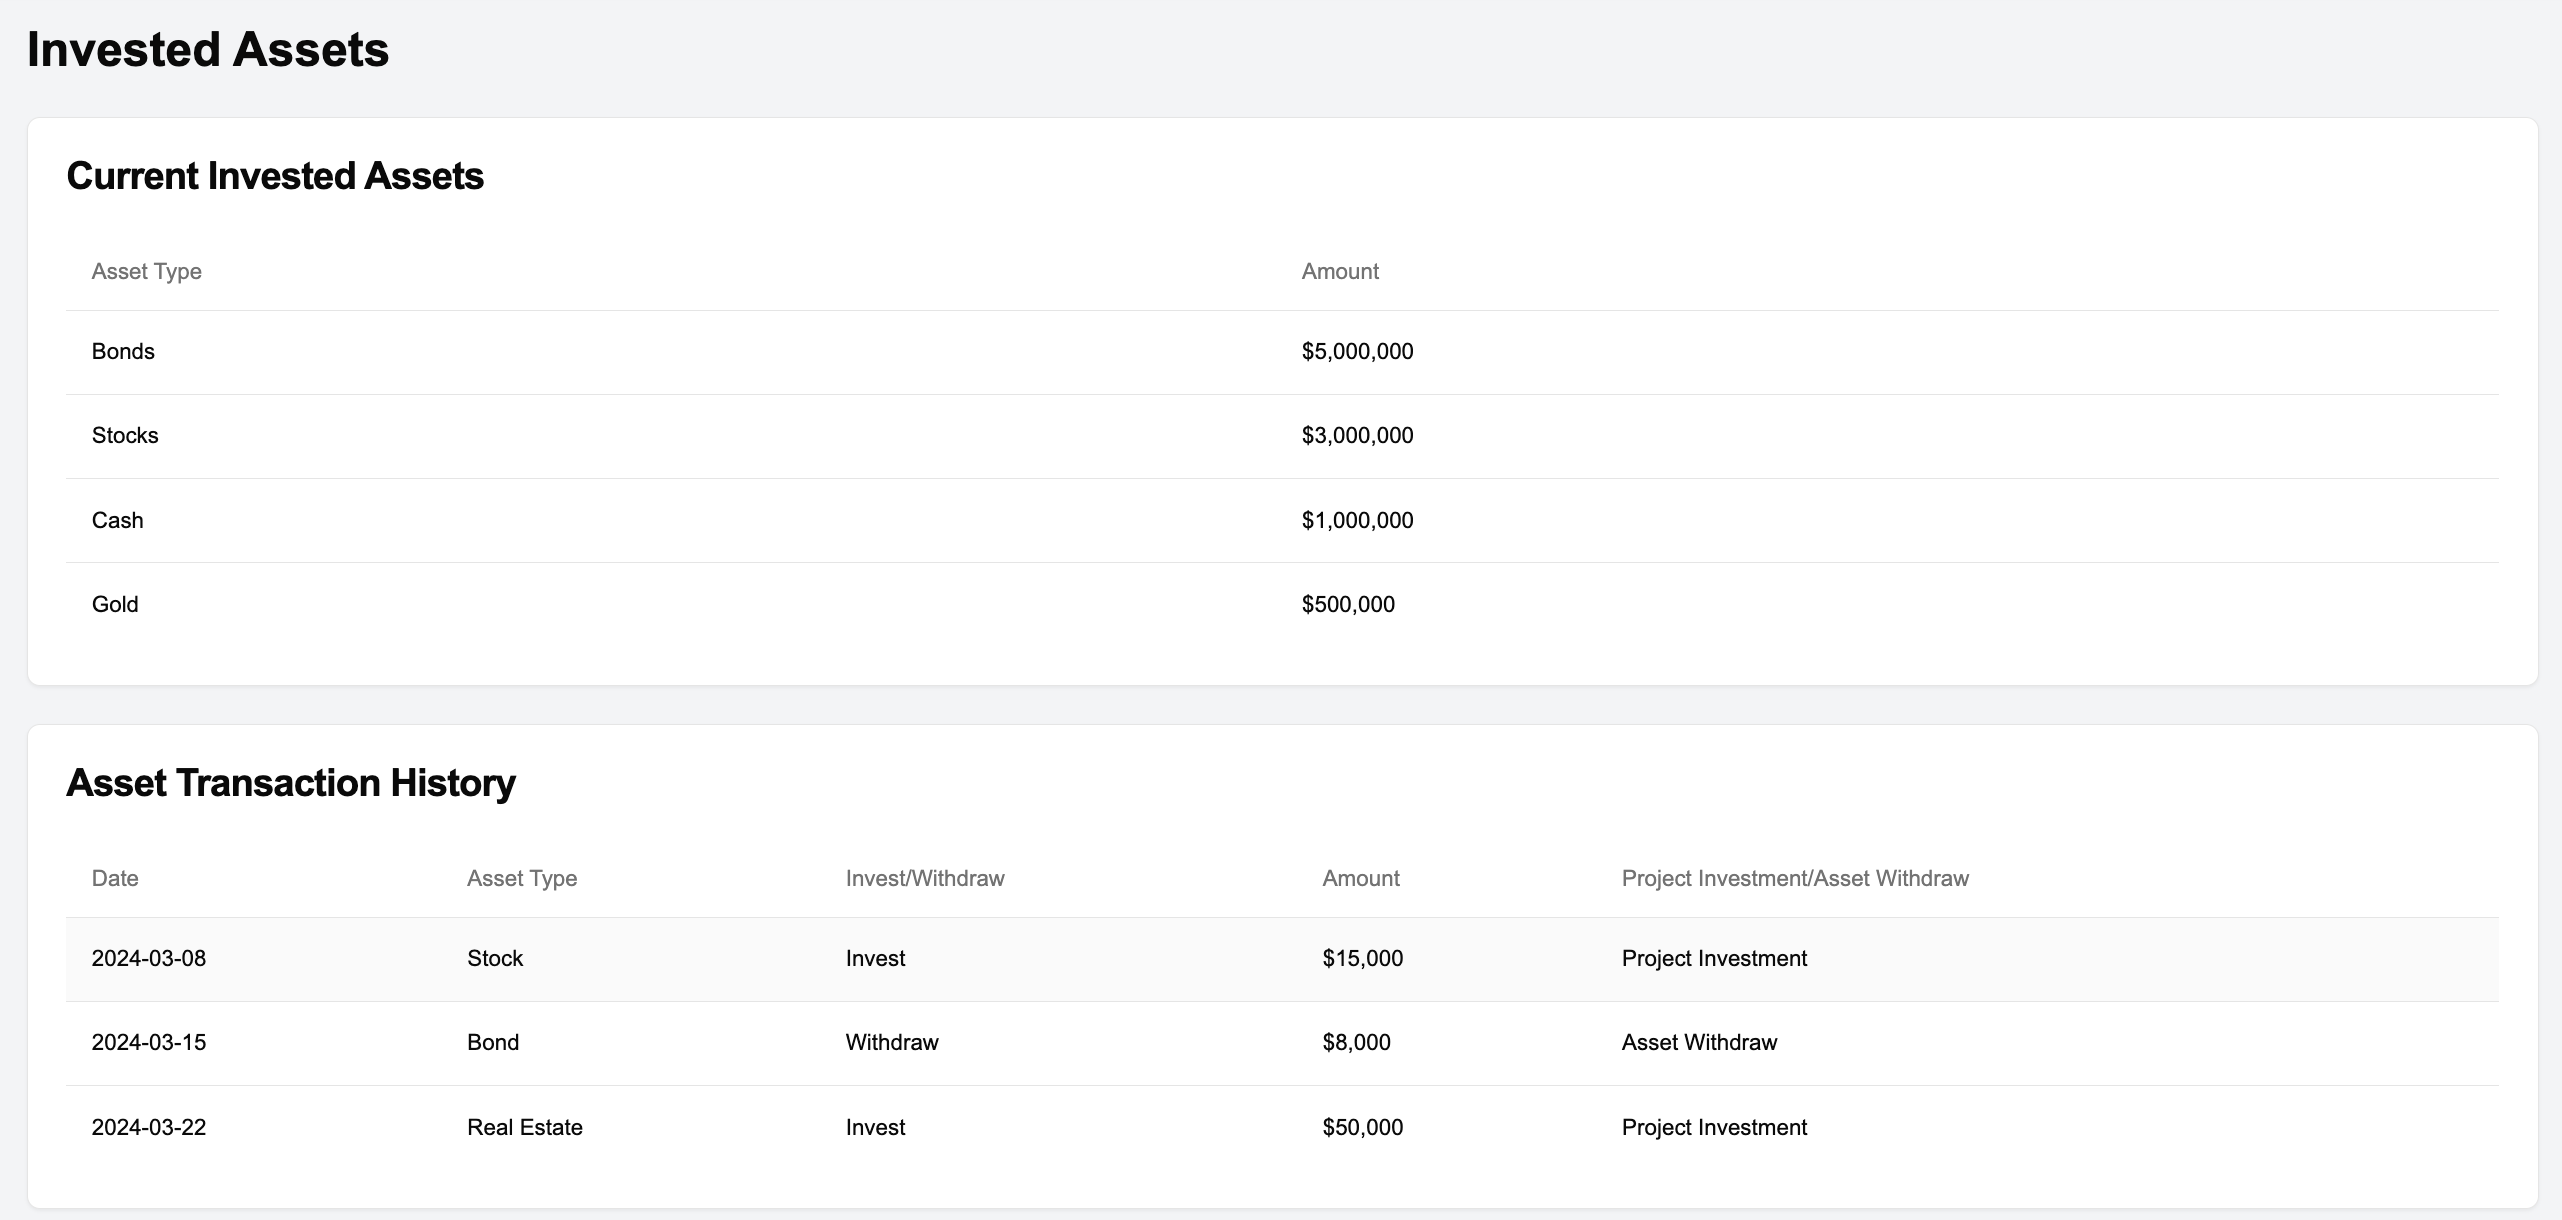 Invested Assets
Current Invested Assets
Asset Type Amount
Bonds $5,000,000
Stocks $3,000,000
Cash $1,000,000
Gold $500,000
Asset Transaction History
Date Asset Type Invest/Withdraw Amount Project Investment/Asset Withdraw
2024-03-08 Stock Invest $15,000 Project Investment
2024-03-15 Bond Withdraw $8,000 Asset Withdraw
2024-03-22 Real Estate Invest $50,000 Project Investment